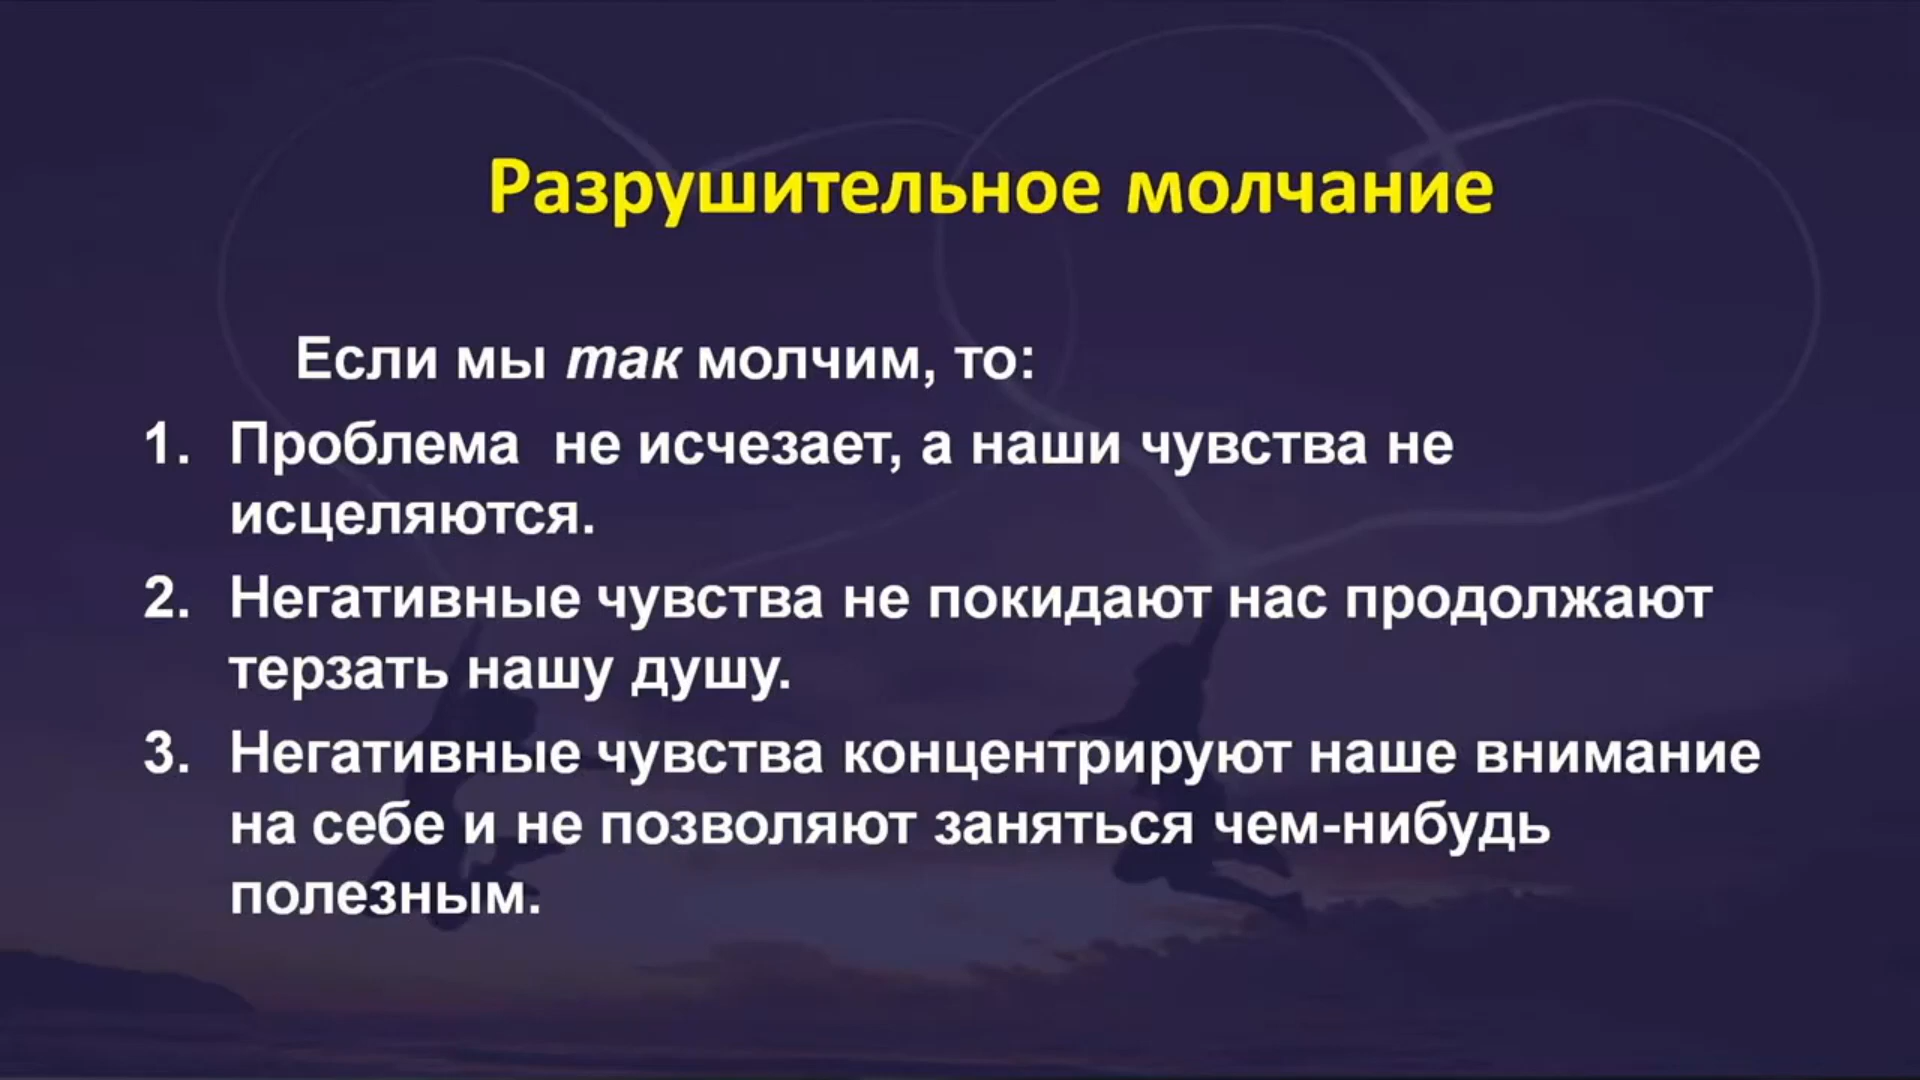 Разрушительное молчание
Если мы так молчим, то:
1. Проблема  не исчезает, а наши чувства не
исцеляются.
2. Негативные чувства не покидают нас продолжают
терзать нашу душу.
3. Негативные чувства концентрируют наше внимание
на себе и не позволяют заняться чем-нибудь
полезным.